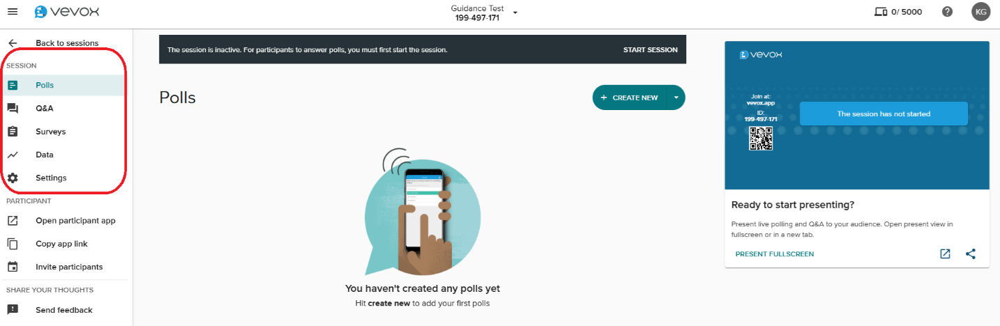 vevox
Guidance Test
199-497-171
0/ 5000
KG
Back to sessions
SESSION
Polls
Q&A
Surveys
Data
Settings
PARTICIPANT
Open participant app
Copy app link
Invite participants
SHARE YOUR THOUGHTS
Send feedback
The session is inactive. For participants to answer polls, you must first start the session.
START SESSION
Polls
+ CREATE NEW
You haven't created any polls yet
Hit create new to add your first polls
vevox
Join at:
vevox.app
ID:
199-497-171
The session has not started
Ready to start presenting?
Present live polling and Q&A to your audience. Open present view in
fullscreen or in a new tab.
PRESENT FULLSCREEN